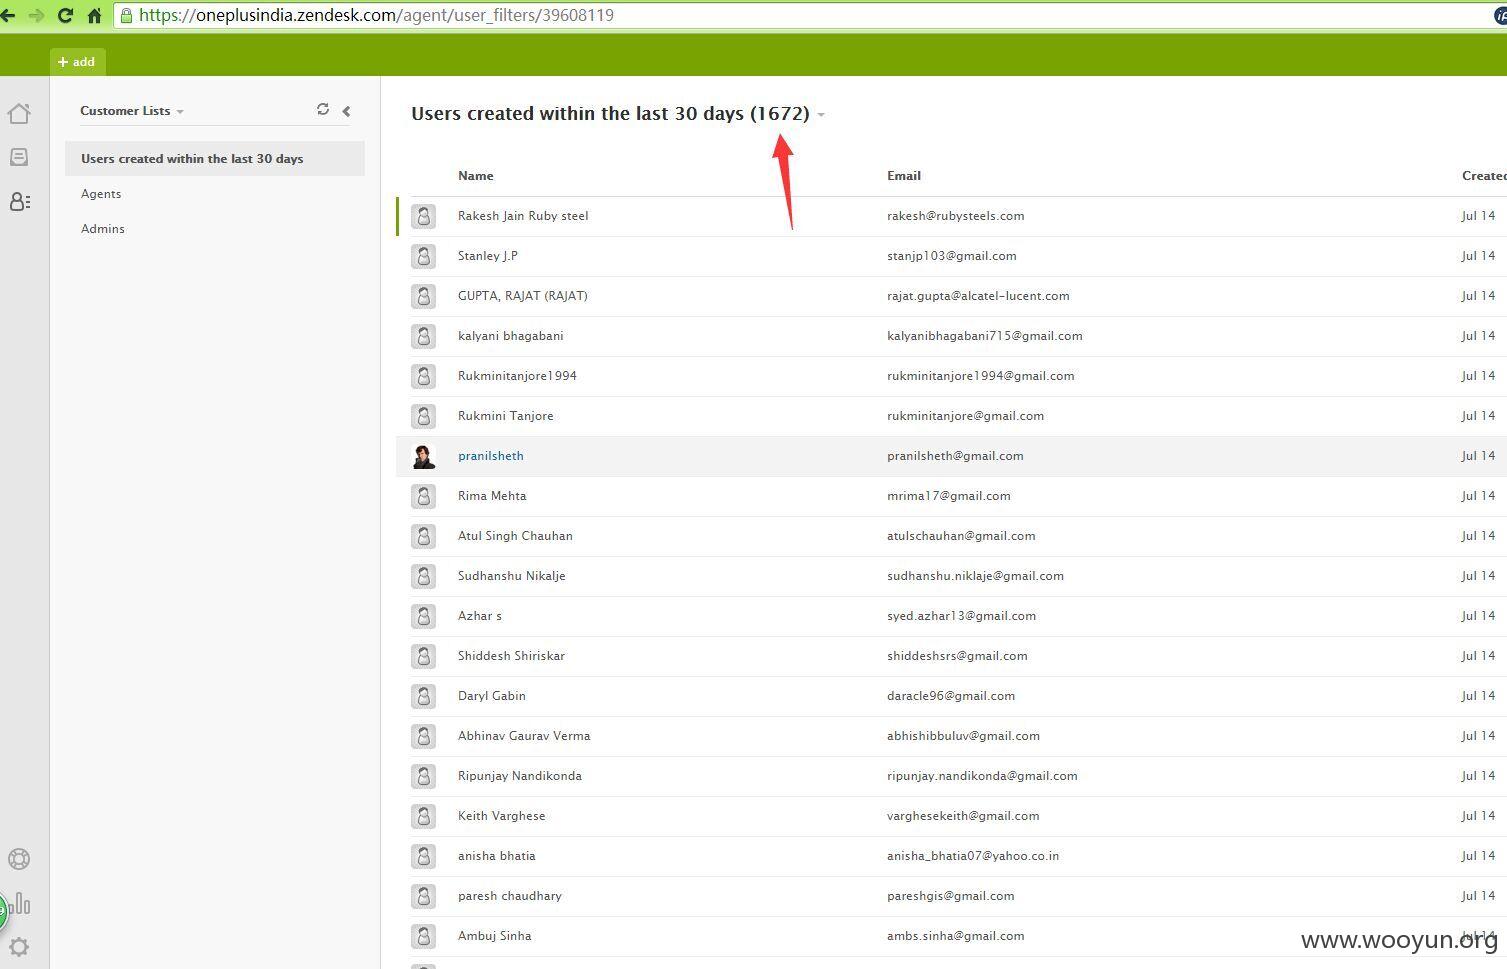 https://oneplusindia.zendesk.com/agent/user_filters/39608119
+ add
Customer Lists
Users created within the last 30 days (1672)
Users created within the last 30 days
Agents
Admins
Name Email Created
Rakesh Jain Ruby steel rakesh@rubysteels.com Jul 14
Stanley J.P stanjp103@gmail.com Jul 14
GUPTA, RAJAT (RAJAT) rajat.gupta@alcatel-lucent.com Jul 14
kalyani bhagabani kalyanibhagabani715@gmail.com Jul 14
Rukminitanjore1994 rukminitanjore1994@gmail.com Jul 14
Rukmini Tanjore rukminitanjore@gmail.com Jul 14
pranilsheth pranilsheth@gmail.com Jul 14
Rima Mehta mrima17@gmail.com Jul 14
Atul Singh Chauhan atulschauhan@gmail.com Jul 14
Sudhanshu Nikalje sudhanshu.niklaje@gmail.com Jul 14
Azhar s syed.azhar13@gmail.com Jul 14
Shiddesh Shiriskar shiddeshsrs@gmail.com Jul 14
Daryl Gabin daracle96@gmail.com Jul 14
Abhinav Gaurav Verma abhishibbuluv@gmail.com Jul 14
Ripunjay Nandikonda ripunjay.nandikonda@gmail.com Jul 14
Keith Varghese varghesekeith@gmail.com Jul 14
anisha bhatia anisha_bhatia07@yahoo.co.in Jul 14
paresh chaudhary pareshgis@gmail.com Jul 14
Ambuj Sinha ambs.sinha@gmail.com Jul 14
www.wooyun.org